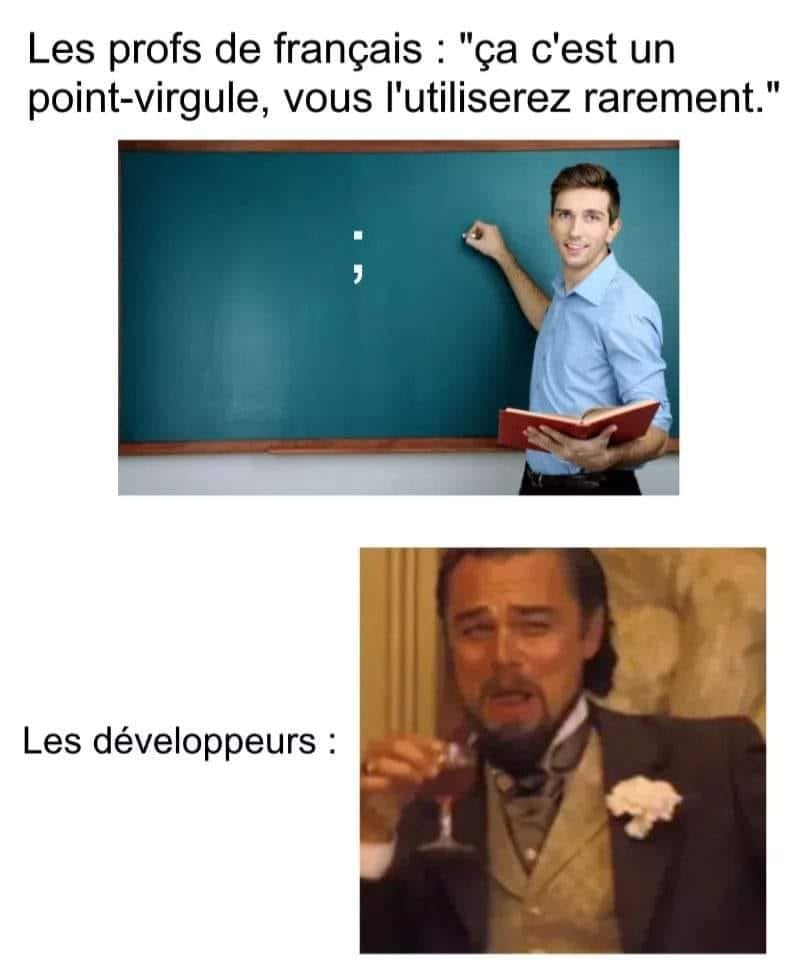 Les profs de français : "ça c'est un
point-virgule, vous l'utiliserez rarement."
;
Les développeurs :